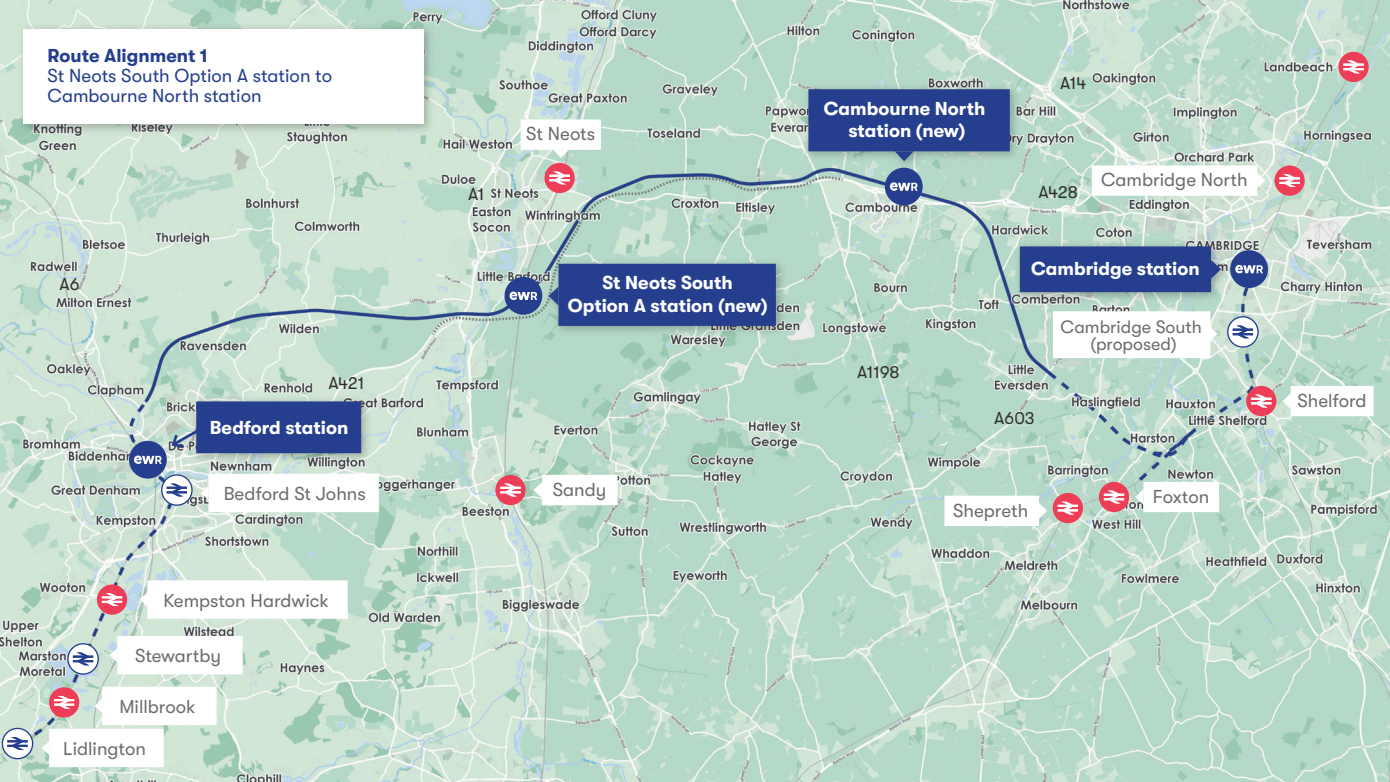 Route Alignment 1
St Neots South Option A station to
Cambourne North station
Perry
Offord Cluny
Offord Darcy
Diddington
Hilton
Conington
Northstowe
Landbeach
Southoe
Great Paxton
Graveley
Boxworth
A14
Oakington
Knotting
Green
Riseley
Staughton
Hail Weston
St Neots
Toseland
Cambourne North
station (new)
Bar Hill
Implington
Horningsea
Girton
Orchard Park
Duloe
A1
St Neots
Easton
Socon
Wintringham
Croxton
Eltisley
ewR
Cambourne
A428
Cambridge North
Eddington
Bolnhurst
Colmworth
Thurleigh
Bletsoe
Hardwick
Coton
CAMBRIDGE
Teversham
Radwell
A6
Milton Ernest
Little Barford
ewR
St Neots South
Option A station (new)
Cambridge station
ewR
Charry Hinton
Bourn
Toft
Comberton
Barton
Wilden
Ravensden
Little Gransden
Waresley
Longstowe
Kingston
Cambridge South
(proposed)
Oakley
Clapham
Renhold
A421
Great Barford
Tempsford
A1198
Little
Eversden
Gamlingay
Haslingfield
Hauxton
Shelford
Little Shelford
A603
Bedford station
Bromham
Biddenham
ewR
Blunham
Everton
Hatley St
George
Harston
Newnham
Willington
Cockayne
Hatley
Wimpole
Barrington
Newton
Sawston
Croydon
Great Denham
Bedford St Johns
Sandy
Potton
Foxton
Shepreth
Beeston
Kempston
Cardington
Sutton
Wrestlingworth
Wendy
West Hill
Pampisford
Shortstown
Northill
Whaddon
Meldreth
Heathfield
Duxford
Ickwell
Eyeworth
Fowlmere
Hinxton
Wooton
Kempston Hardwick
Old Warden
Biggleswade
Melbourn
Upper
Shelton
Wilstead
Marston
Moretal
Stewartby
Haynes
Millbrook
Lidlington
Clophill